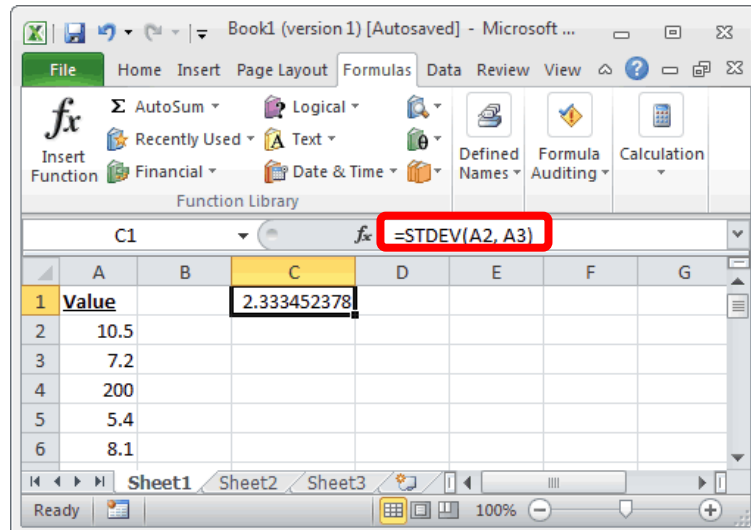 Book1 (version 1) [Autosaved] - Microsoft ...
File Home Insert Page Layout Formulas Data Review View
fx Σ AutoSum Logical
Recently Used A Text θ
Insert Function Financial Date & Time Defined Names Formula Auditing Calculation
Function Library
C1 fx =STDEV(A2, A3)
A B C D E F G
1 Value 2.333452378
2 10.5
3 7.2
4 200
5 5.4
6 8.1
Sheet1 Sheet2 Sheet3
Ready 100%